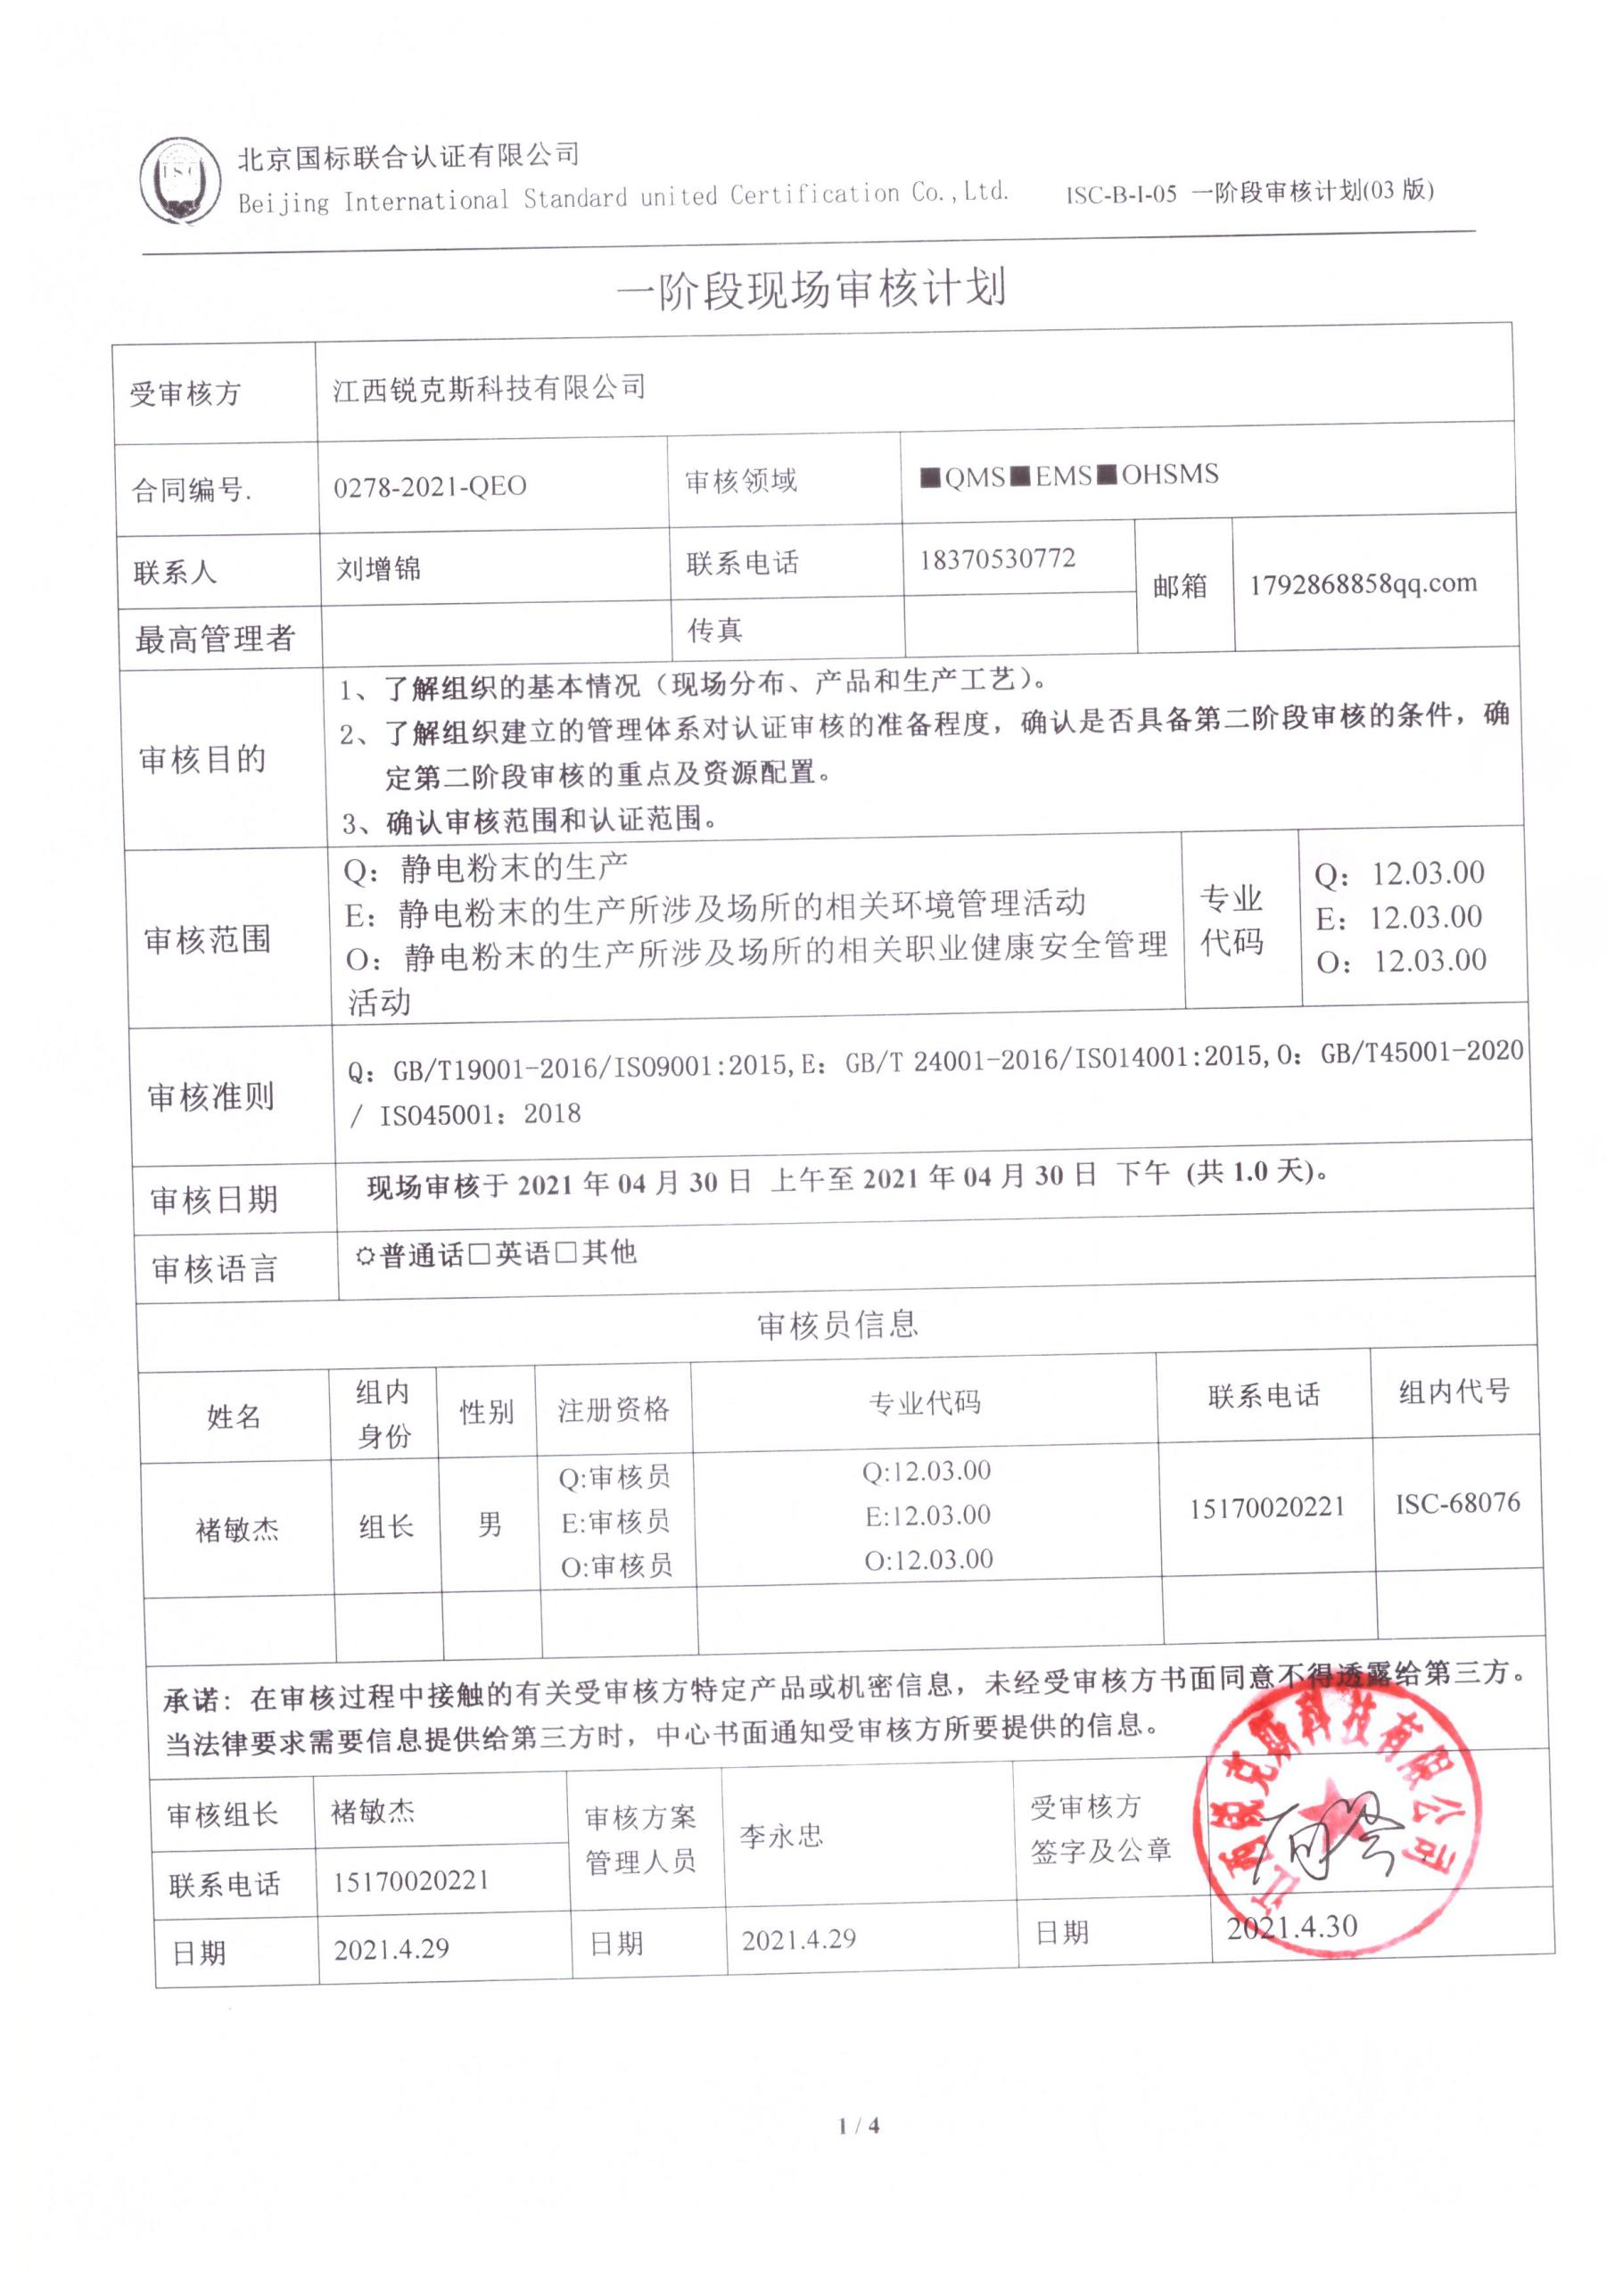 北京国标联合认证有限公司
Beijing International Standard united Certification Co.,Ltd. ISC-B-I-05 一阶段审核计划(03 版)
一阶段现场审核计划
受审核方 江西锐克斯科技有限公司
合同编号. 0278-2021-QEO 审核领域 ■QMS■EMS■OHSMS
联系人 刘增锦 联系电话 18370530772 邮箱 1792868858qq.com
最高管理者 传真
审核目的
1、了解组织的基本情况（现场分布、产品和生产工艺）。
2、了解组织建立的管理体系对认证审核的准备程度，确认是否具备第二阶段审核的条件，确
定第二阶段审核的重点及资源配置。
3、确认审核范围和认证范围。
审核范围
Q：静电粉末的生产
E：静电粉末的生产所涉及场所的相关环境管理活动
O：静电粉末的生产所涉及场所的相关职业健康安全管理
活动
专业
代码
Q：12.03.00
E：12.03.00
O：12.03.00
审核准则
Q：GB/T19001-2016/ISO9001:2015,E：GB/T 24001-2016/ISO14001:2015,O：GB/T45001-2020
/ ISO45001：2018
审核日期 现场审核于 2021 年 04 月 30 日 上午至 2021 年 04 月 30 日 下午 (共 1.0 天)。
审核语言 ☼普通话□英语□其他
审核员信息
姓名 组内
身份 性别 注册资格 专业代码 联系电话 组内代号
褚敏杰 组长 男
Q:审核员 Q:12.03.00
E:审核员 E:12.03.00
O:审核员 O:12.03.00
15170020221 ISC-68076
承诺：在审核过程中接触的有关受审核方特定产品或机密信息，未经受审核方书面同意不得透露给第三方。
当法律要求需要信息提供给第三方时，中心书面通知受审核方所要提供的信息。
审核组长 褚敏杰
审核方案
管理人员 李永忠
受审核方
签字及公章
江西锐克斯科技有限公司
联系电话 15170020221
日期 2021.4.29 日期 2021.4.29 日期 2021.4.30
1 / 4